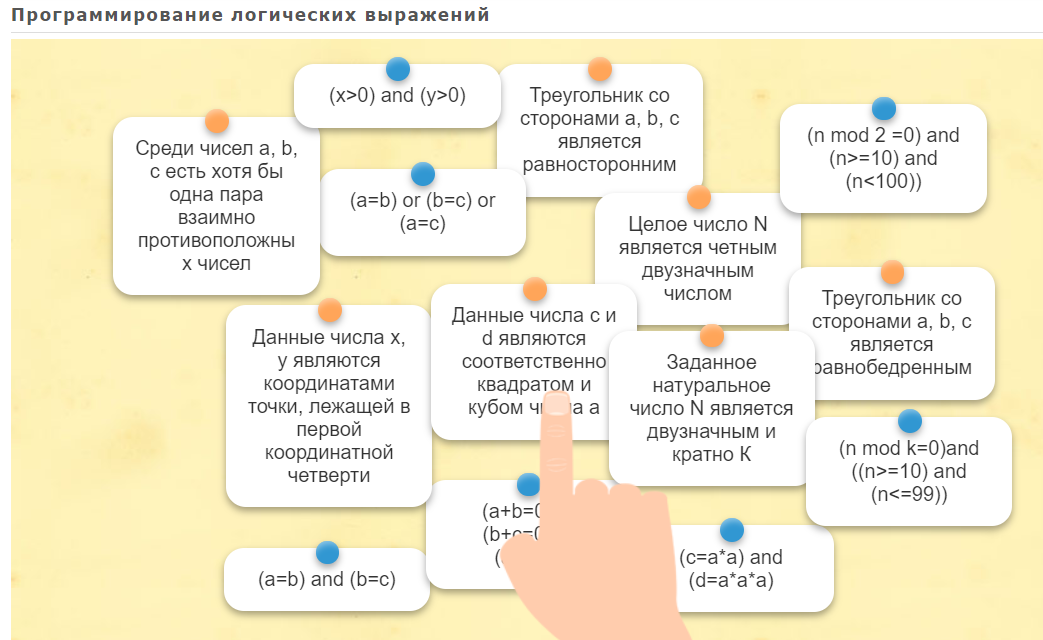 Программирование логических выражений
(x>0) and (y>0)
Треугольник со
сторонами a, b, c
является
равносторонним
(n mod 2 =0) and
(n>=10) and
(n<100))
Среди чисел a, b,
c есть хотя бы
одна пара
взаимно
противоположны
х чисел
(a=b) or (b=c) or
(a=c)
Целое число N
является четным
двузначным
числом
Треугольник со
сторонами a, b, c
является
равнобедренным
Данные числа c и
d являются
соответственно
квадратом и
кубом числа a
Данные числа x,
y являются
координатами
точки, лежащей в
первой
координатной
четверти
Заданное
натуральное
число N является
двузначным и
кратно К
(n mod k=0)and
((n>=10) and
(n<=99))
(a+b=0
(b+c=0
(
(c=a*a) and
(d=a*a*a)
(a=b) and (b=c)